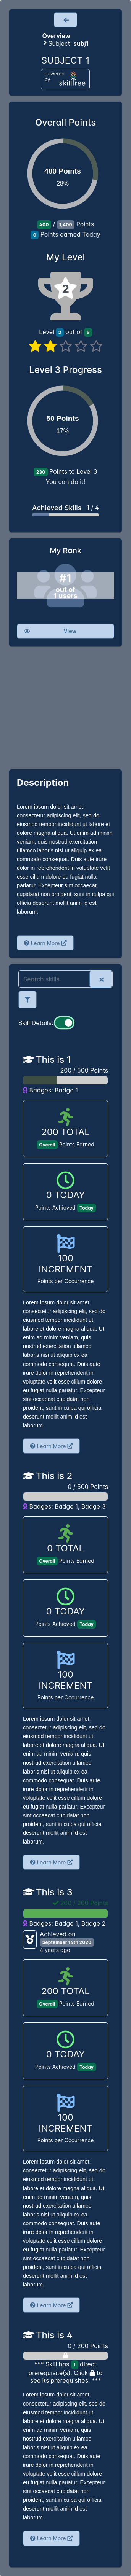 Overview
> Subject: subj1
SUBJECT 1
powered
by
skilltree
Overall Points
400 Points
28%
400 / 1,400 Points
0 Points earned Today
My Level
2
Level 2 out of 5
Level 3 Progress
50 Points
17%
230 Points to Level 3
You can do it!
Achieved Skills 1 / 4
My Rank
#1
out of
1 users
View
Description
Lorem ipsum dolor sit amet,
consectetur adipiscing elit, sed do
eiusmod tempor incididunt ut labore et
dolore magna aliqua. Ut enim ad minim
veniam, quis nostrud exercitation
ullamco laboris nisi ut aliquip ex ea
commodo consequat. Duis aute irure
dolor in reprehenderit in voluptate velit
esse cillum dolore eu fugiat nulla
pariatur. Excepteur sint occaecat
cupidatat non proident, sunt in culpa qui
officia deserunt mollit anim id est
laborum.
Learn More
Search skills
Skill Details:
This is 1
200 / 500 Points
Badges: Badge 1
200 TOTAL
Overall Points Earned
0 TODAY
Points Achieved Today
100
INCREMENT
Points per Occurrence
Lorem ipsum dolor sit amet,
consectetur adipiscing elit, sed do
eiusmod tempor incididunt ut
labore et dolore magna aliqua. Ut
enim ad minim veniam, quis
nostrud exercitation ullamco
laboris nisi ut aliquip ex ea
commodo consequat. Duis aute
irure dolor in reprehenderit in
voluptate velit esse cillum dolore
eu fugiat nulla pariatur. Excepteur
sint occaecat cupidatat non
proident, sunt in culpa qui officia
deserunt mollit anim id est
laborum.
Learn More
This is 2
0 / 500 Points
Badges: Badge 1, Badge 3
0 TOTAL
Overall Points Earned
0 TODAY
Points Achieved Today
100
INCREMENT
Points per Occurrence
Lorem ipsum dolor sit amet,
consectetur adipiscing elit, sed do
eiusmod tempor incididunt ut
labore et dolore magna aliqua. Ut
enim ad minim veniam, quis
nostrud exercitation ullamco
laboris nisi ut aliquip ex ea
commodo consequat. Duis aute
irure dolor in reprehenderit in
voluptate velit esse cillum dolore
eu fugiat nulla pariatur. Excepteur
sint occaecat cupidatat non
proident, sunt in culpa qui officia
deserunt mollit anim id est
laborum.
Learn More
This is 3
200 / 200 Points
Badges: Badge 1, Badge 2
Achieved on
September 14th 2020
4 years ago
200 TOTAL
Overall Points Earned
0 TODAY
Points Achieved Today
100
INCREMENT
Points per Occurrence
Lorem ipsum dolor sit amet,
consectetur adipiscing elit, sed do
eiusmod tempor incididunt ut
labore et dolore magna aliqua. Ut
enim ad minim veniam, quis
nostrud exercitation ullamco
laboris nisi ut aliquip ex ea
commodo consequat. Duis aute
irure dolor in reprehenderit in
voluptate velit esse cillum dolore
eu fugiat nulla pariatur. Excepteur
sint occaecat cupidatat non
proident, sunt in culpa qui officia
deserunt mollit anim id est
laborum.
Learn More
This is 4
0 / 200 Points
*** Skill has 1 direct
prerequisite(s). Click to
see its prerequisites. ***
Lorem ipsum dolor sit amet,
consectetur adipiscing elit, sed do
eiusmod tempor incididunt ut
labore et dolore magna aliqua. Ut
enim ad minim veniam, quis
nostrud exercitation ullamco
laboris nisi ut aliquip ex ea
commodo consequat. Duis aute
irure dolor in reprehenderit in
voluptate velit esse cillum dolore
eu fugiat nulla pariatur. Excepteur
sint occaecat cupidatat non
proident, sunt in culpa qui officia
deserunt mollit anim id est
laborum.
Learn More